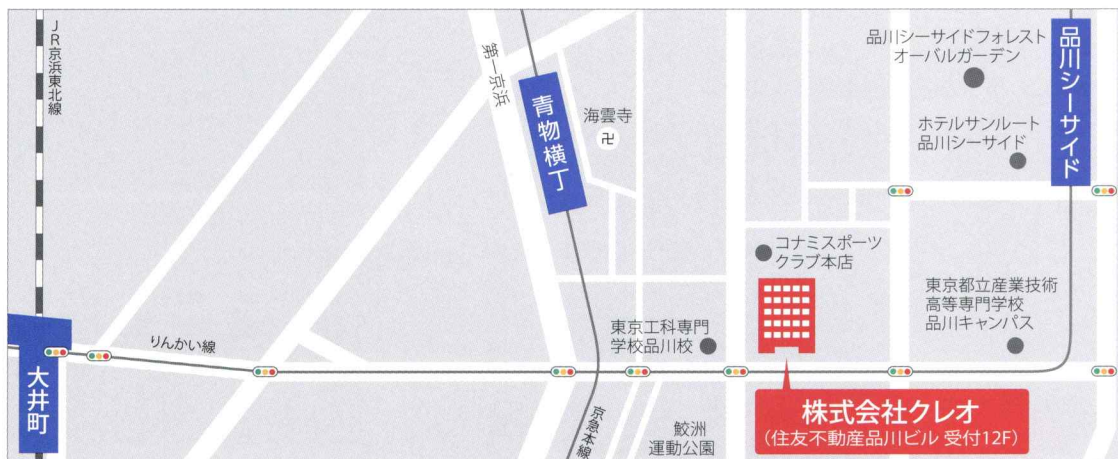 JR京浜東北線
第一京浜
青物横丁
海雲寺
卍
品川シーサイドフォレスト
オーバルガーデン
ホテルサンルート
品川シーサイド
品川シーサイド
コナミスポーツ
クラブ本店
東京都立産業技術
高等専門学校
品川キャンパス
大井町
りんかい線
東京工科専門
学校品川校
京急本線
鮫洲
運動公園
株式会社クレオ
(住友不動産品川ビル 受付12F)